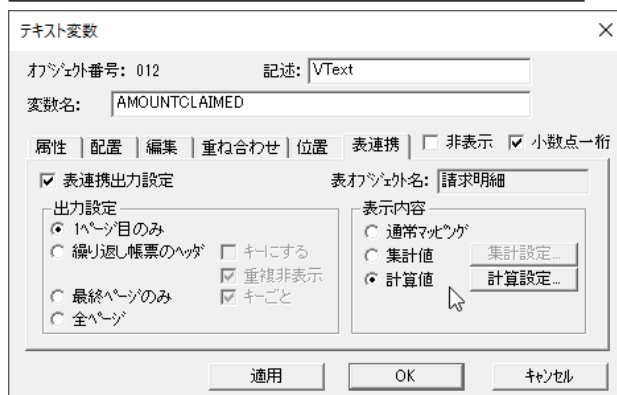 テキスト変数
オブジェクト番号: 012 記述: VText
変数名: AMOUNTCLAIMED
属性 配置 編集 重ね合わせ 位置 表連携 非表示 小数点一桁
表連携出力設定 表オブジェクト名: 請求明細
出力設定 表示内容
1ページ目のみ 通常マッピング
繰り返し帳票のヘッダ キーにする 集計値 集計設定...
重複非表示
計算値 計算設定...
最終ページのみ キーごと
全ページ
適用 OK キャンセル